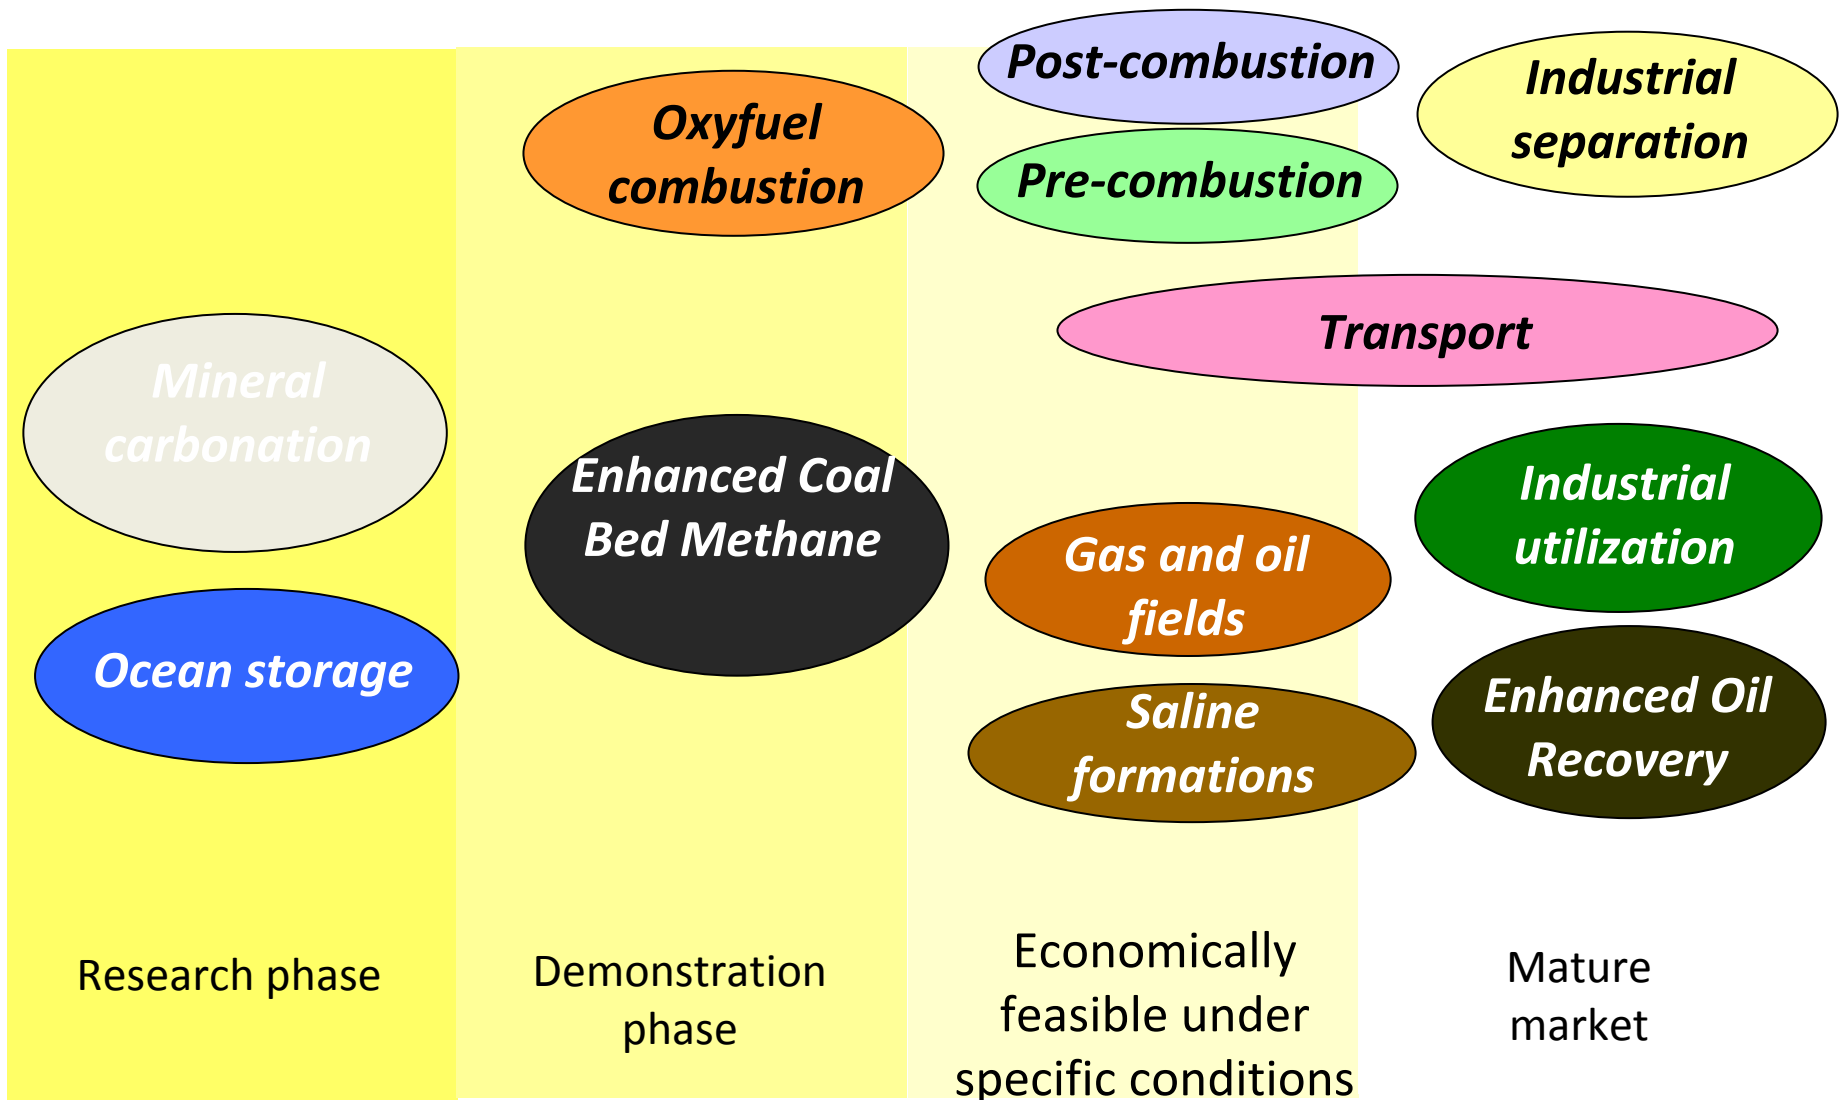 Post-combustion
Industrial
separation
Oxyfuel
combustion
Pre-combustion
Transport
Mineral
carbonation
Enhanced Coal
Bed Methane
Industrial
utilization
Gas and oil
fields
Ocean storage
Saline
formations
Enhanced Oil
Recovery
Research phase
Demonstration
phase
Economically
feasible under
specific conditions
Mature
market